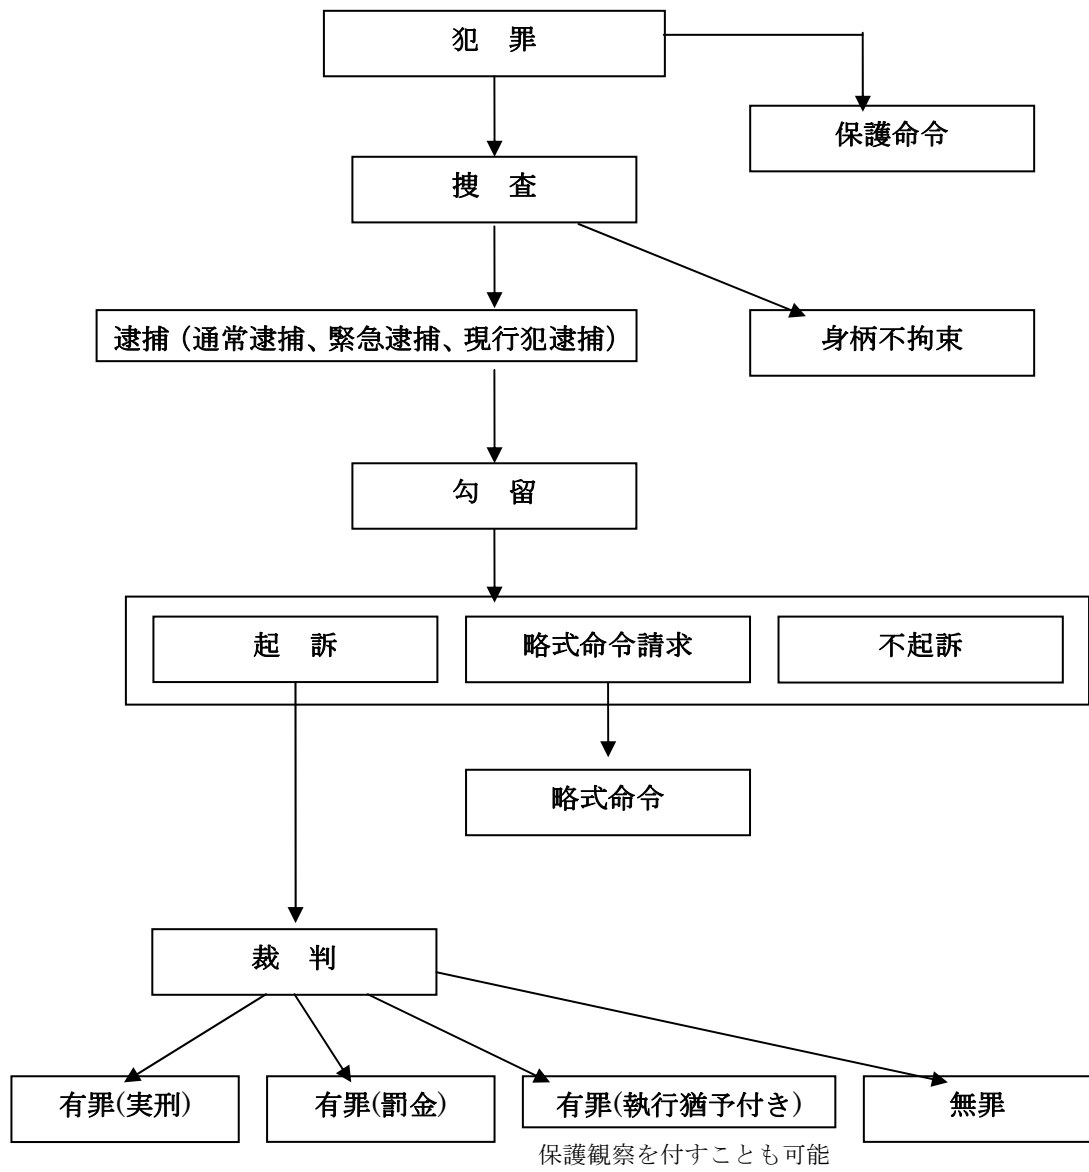 犯　罪
保護命令
捜　査
逮捕（通常逮捕、緊急逮捕、現行犯逮捕）
身柄不拘束
勾　留
起　訴
略式命令請求
不起訴
略式命令
裁　判
有罪(実刑)
有罪(罰金)
有罪(執行猶予付き)
無罪
保護観察を付すことも可能